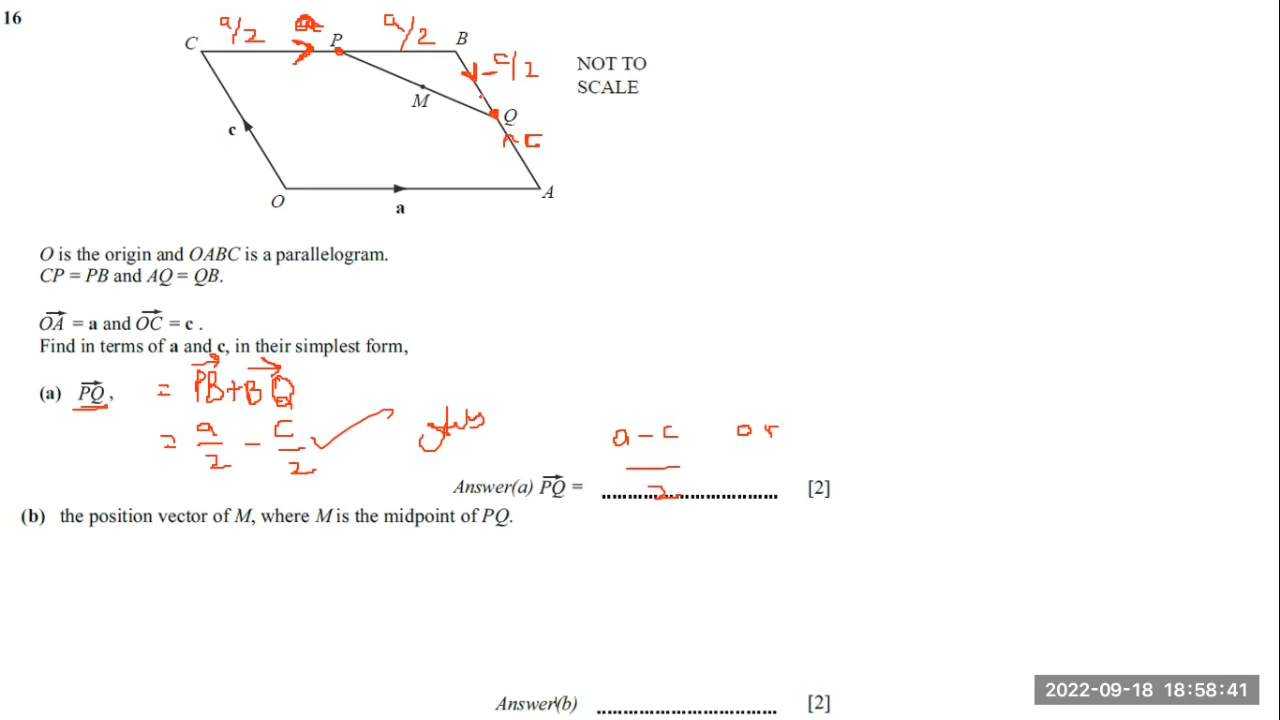 16
a/2 a/2
C P B
-c/2
NOT TO
SCALE
M Q
c c
O A
a
O is the origin and OABC is a parallelogram.
CP = PB and AQ = QB.
OA = a and OC = c .
Find in terms of a and c, in their simplest form,
(a) PQ, = PB + BQ
= a/2 - c/2
a - c or
2
Answer(a) PQ = ........................................ [2]
(b) the position vector of M, where M is the midpoint of PQ.
Answer(b) ........................................ [2]
2022-09-18 18:58:41